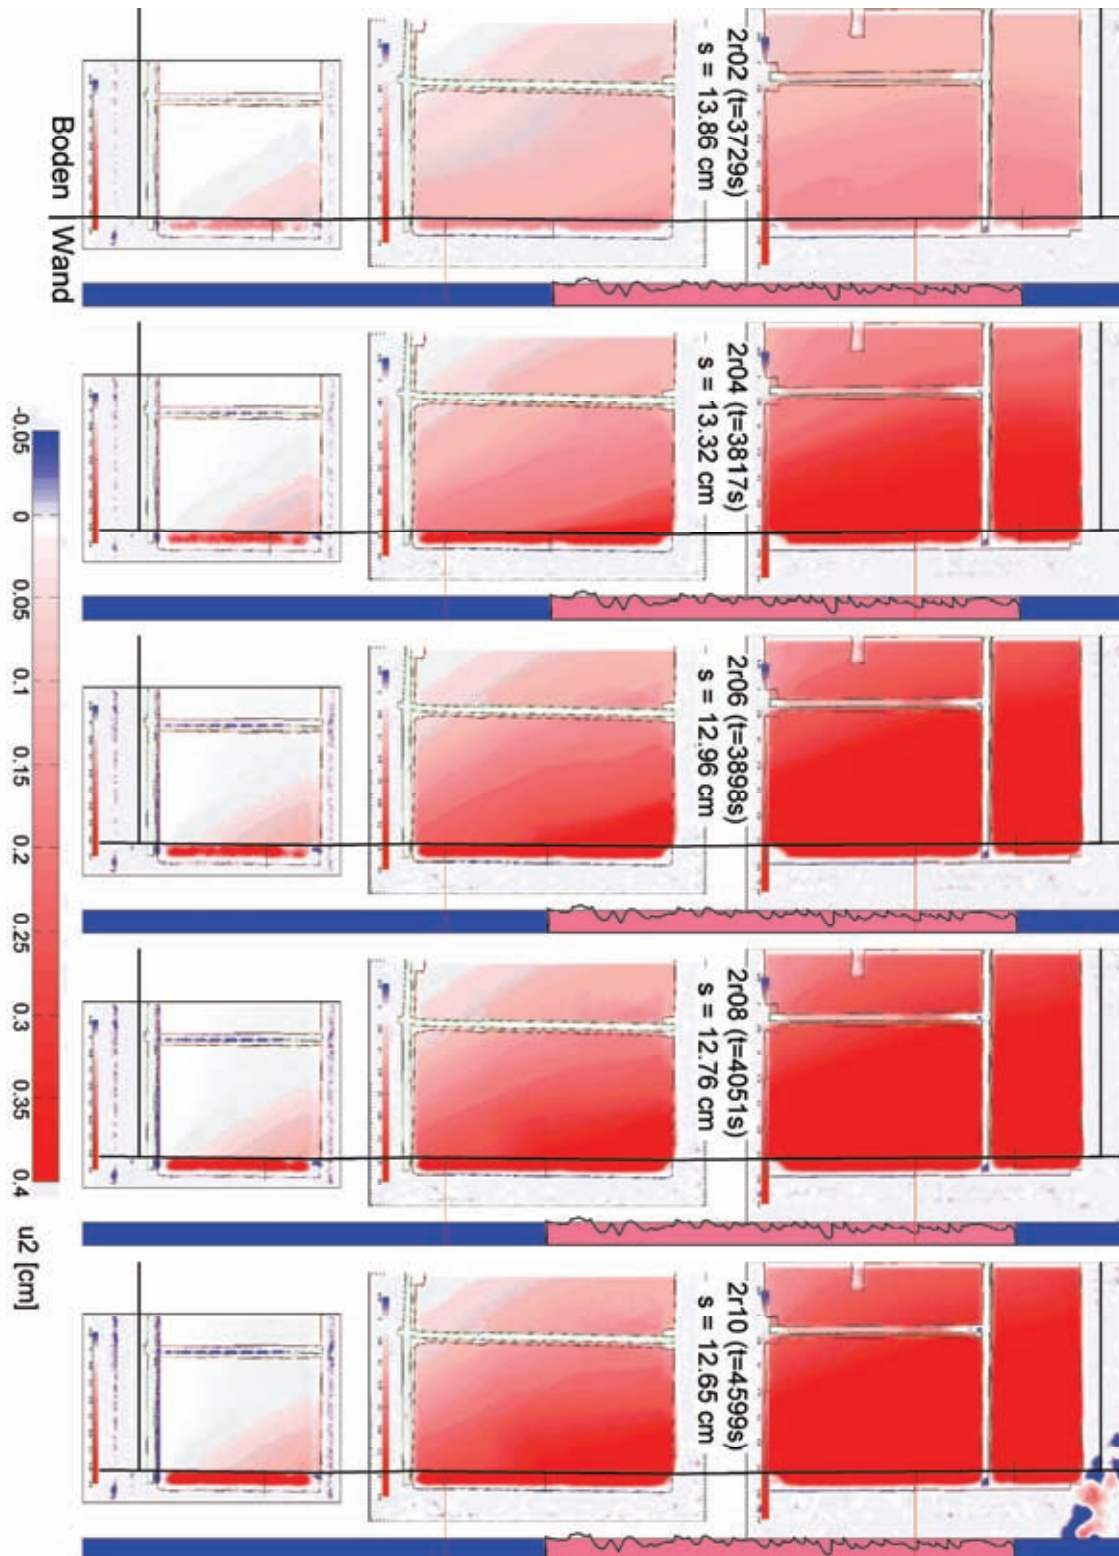 2r02 (t=3729s)
s = 13.86 cm
Boden
Wand
2r04 (t=3817s)
s = 13.32 cm
2r06 (t=3898s)
s = 12.96 cm
2r08 (t=4051s)
s = 12.76 cm
2r10 (t=4599s)
s = 12.65 cm
-0.05 0 0.05 0.1 0.15 0.2 0.25 0.3 0.35 0.4
u2 [cm]